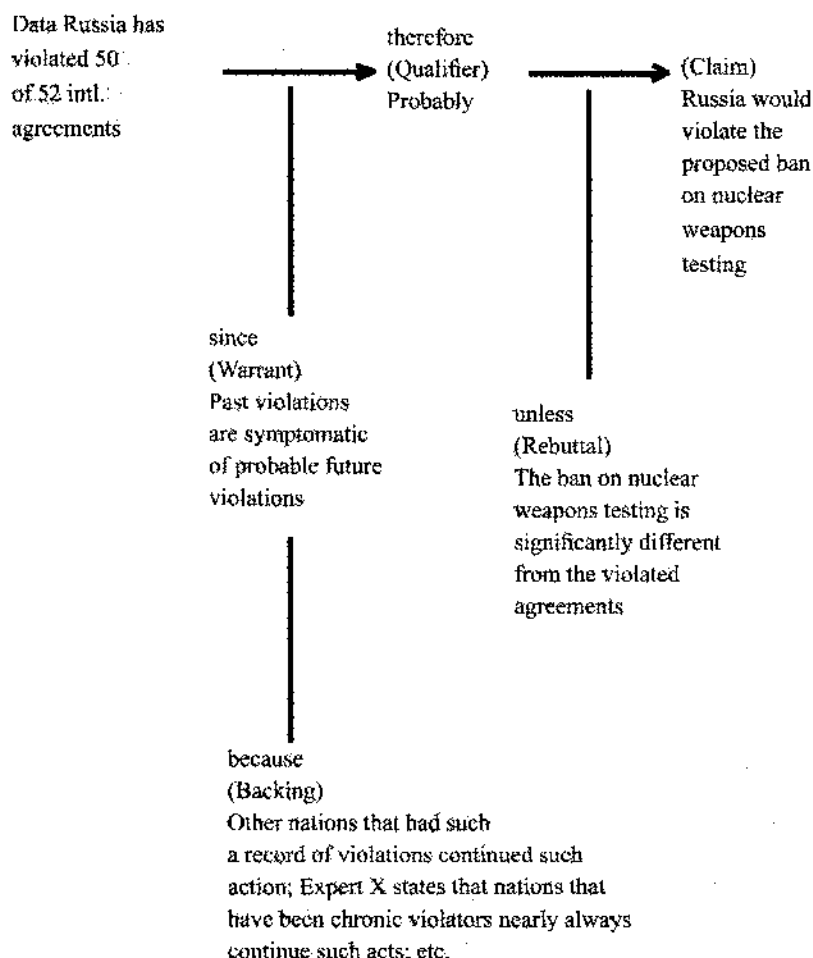 Data Russia has
violated 50
of 52 intl.
agreements
therefore
(Qualifier)
Probably
(Claim)
Russia would
violate the
proposed ban
on nuclear
weapons
testing
since
(Warrant)
Past violations
are symptomatic
of probable future
violations
unless
(Rebuttal)
The ban on nuclear
weapons testing is
significantly different
from the violated
agreements
because
(Backing)
Other nations that had such
a record of violations continued such
action; Expert X states that nations that
have been chronic violators nearly always
continue such acts; etc.